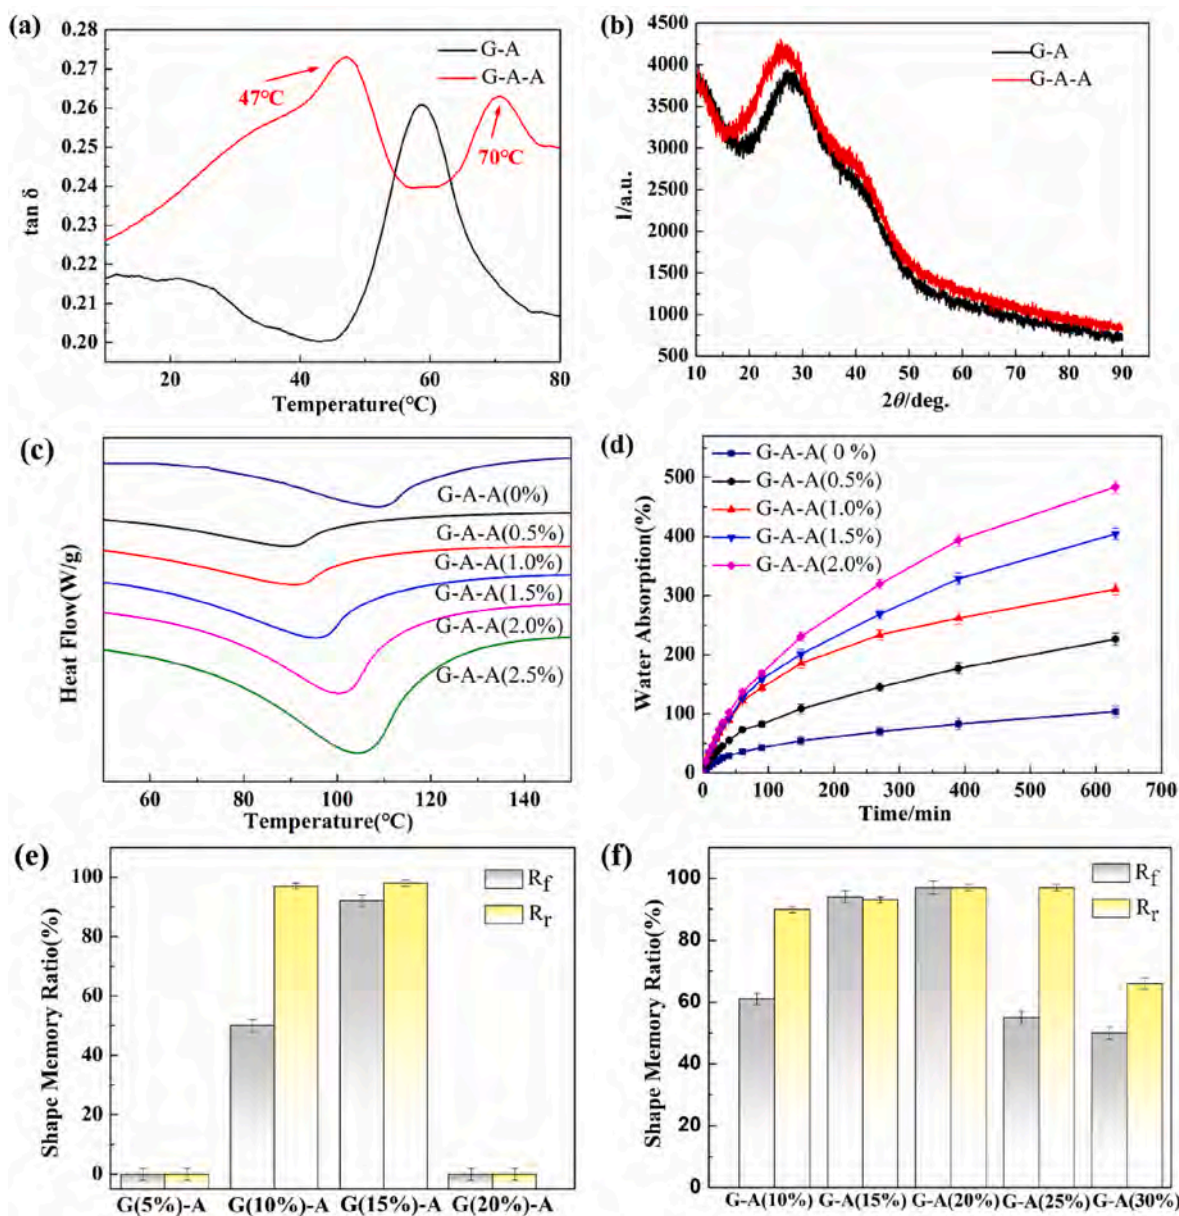 (a)
0.28
0.27
0.26
0.25
0.24
0.23
0.22
0.21
0.20
tan δ
G-A
G-A-A
47°C
70°C
20
40
60
80
Temperature(°C)
(b)
4500
4000
3750
3000
2750
2250
1500
1250
1000
500
I/a.u.
G-A
G-A-A
10 20 30 40 50 60 70 80 90
2θ/deg.
(c)
Heat Flow(W/g)
G-A-A(0%)
G-A-A(0.5%)
G-A-A(1.0%)
G-A-A(1.5%)
G-A-A(2.0%)
G-A-A(2.5%)
60 80 100 120 140
Temperature(°C)
(d)
500
400
300
200
100
0
Water Absorption(%)
G-A-A( 0 %)
G-A-A(0.5%)
G-A-A(1.0%)
G-A-A(1.5%)
G-A-A(2.0%)
0 100 200 300 400 500 600 700
Time/min
(e)
100
80
60
40
20
0
Shape Memory Ratio(%)
Rf
Rr
G(5%)-A G(10%)-A G(15%)-A G(20%)-A
(f)
100
80
60
40
20
0
Shape Memory Ratio(%)
Rf
Rr
G-A(10%) G-A(15%) G-A(20%) G-A(25%) G-A(30%)